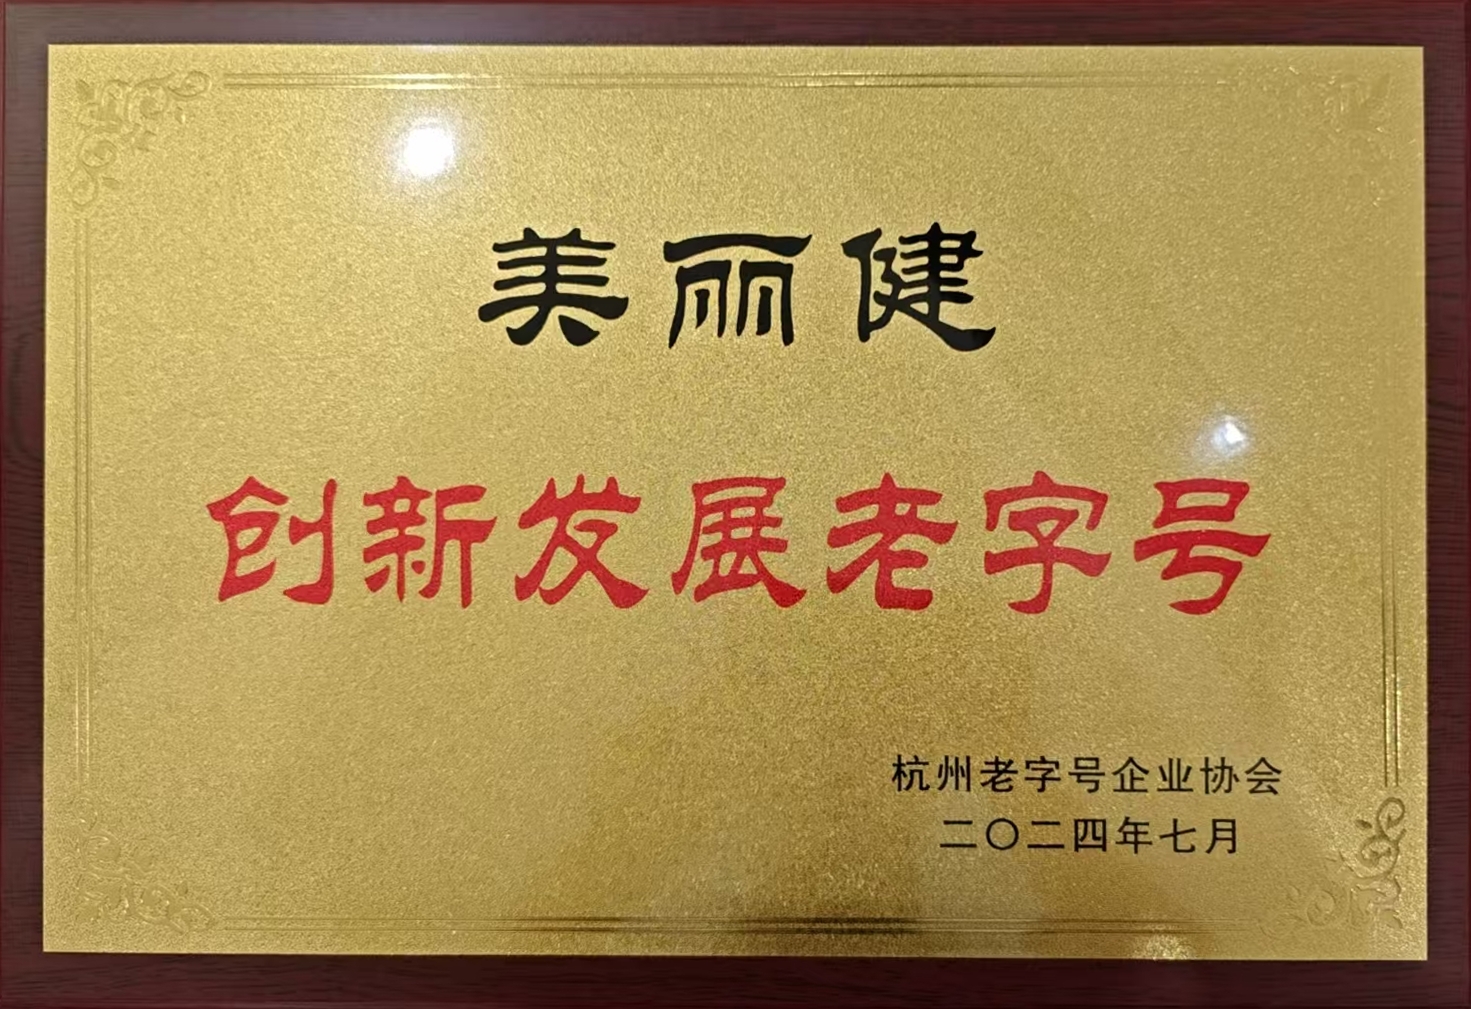 美丽健
创新发展老字号
杭州老字号企业协会
二〇二四年七月